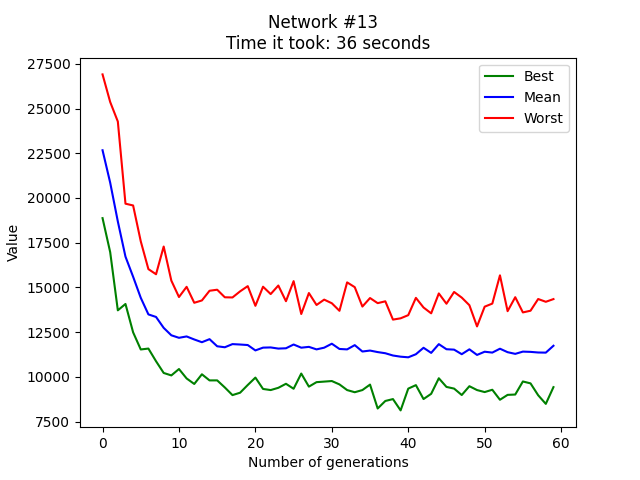 Network #13
Time it took: 36 seconds
27500
25000
22500
20000
17500
15000
12500
10000
7500
Value
Best
Mean
Worst
0 10 20 30 40 50 60
Number of generations